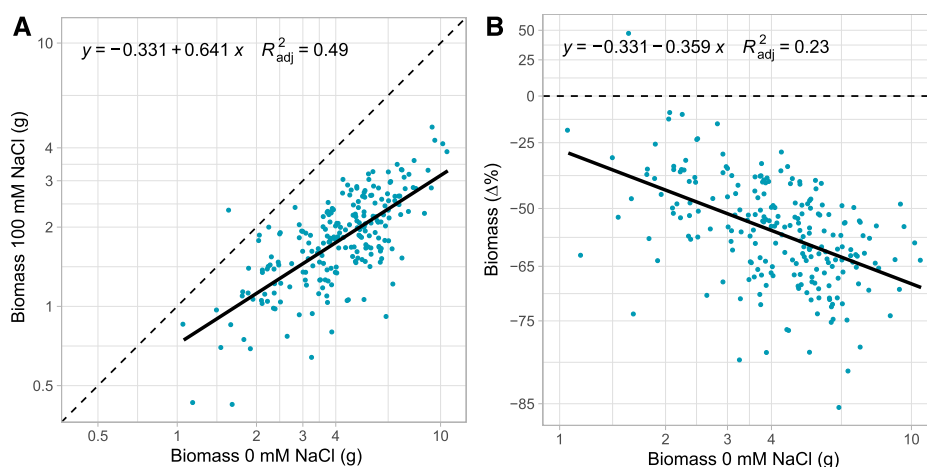 A
y = −0.331 + 0.641 x R²adj = 0.49
10
4
3
2
1
0.5
Biomass 100 mM NaCl (g)
0.5 1 2 3 4 10
Biomass 0 mM NaCl (g)
B
y = −0.331 − 0.359 x R²adj = 0.23
50
25
0
−25
−50
−65
−75
−85
Biomass (Δ%)
1 2 3 4 10
Biomass 0 mM NaCl (g)